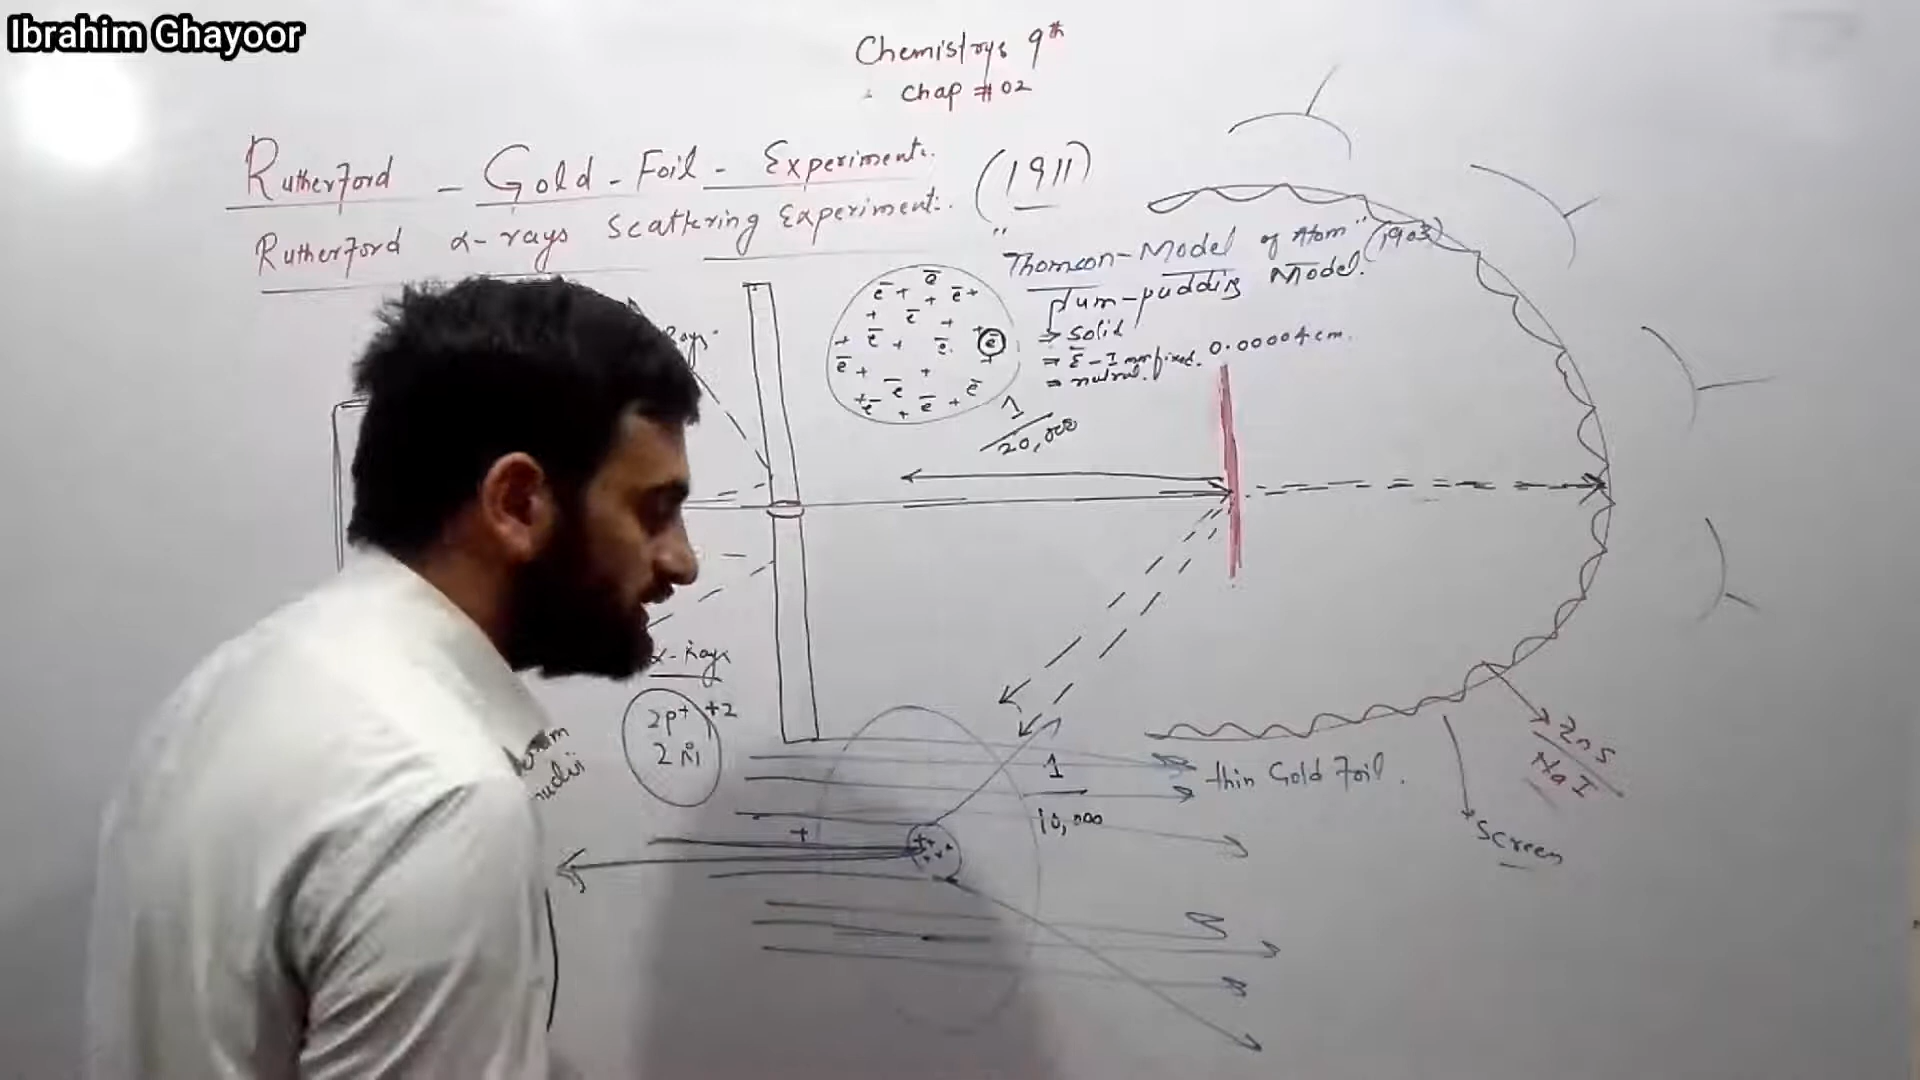 Ibrahim Ghayoor
Chemistry 9th
Chap # 02
Rutherford - Gold - Foil - Experiment:.
(1911)
Rutherford α-rays Scattering Experiment:.
"Thomson-Model of Atom" (1903)
plum-pudding Model.
⇒ Solid
⇒ neutral.
0.00004cm.
1
20,000
α-Rays
2p+ +2
2n
1
10,000
thin Gold Foil.
ZnS
NaI
Screen